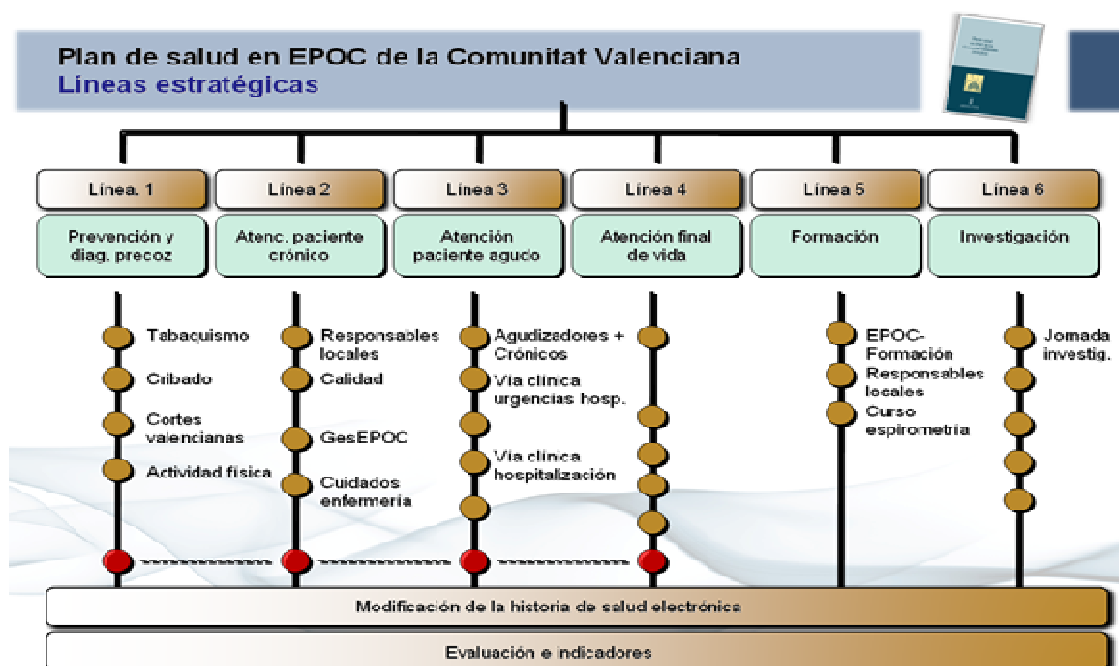 Plan de salud en EPOC de la Comunitat Valenciana
Líneas estratégicas
Línea. 1
Línea 2
Línea 3
Línea 4
Línea 5
Línea 6
Prevención y
diag. precoz
Atenc. paciente
crónico
Atención
paciente agudo
Atención final
de vida
Formación
Investigación
Tabaquismo
Cribado
Cortes
valencianas
Actividad física
Responsables
locales
Calidad
GesEPOC
Cuidados
enfermería
Agudizadores +
Crónicos
Vía clínica
urgencias hosp.
Vía clínica
hospitalización
EPOC-
Formación
Responsables
locales
Curso
espirometría
Jornada
investig.
Modificación de la historia de salud electrónica
Evaluación e indicadores